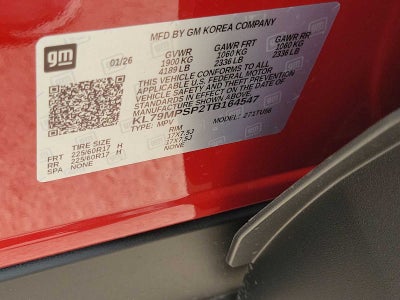 MFD BY GM KOREA COMPANY
gm
01/26
GVWR GAWR FRT GAWR RR
1900 KG 1060 KG 1060 KG
4189 LB 2336 LB 2336 LB
THIS VEHICLE CONFORMS TO ALL
APPLICABLE U.S. FEDERAL MOTOR
VEHICLE SAFETY AND THEFT PREVENTION
STANDARDS IN EFFECT ON THE DATE OF
MANUFACTURE SHOWN ABOVE.
KL79MPSP2TB164547
TYPE: MPV MODEL: 271TU56
TIRE SIZE RIM
FRT 225/60R17 H 17X7.5J
RR 225/60R17 H 17X7.5J
SPA NONE NONE